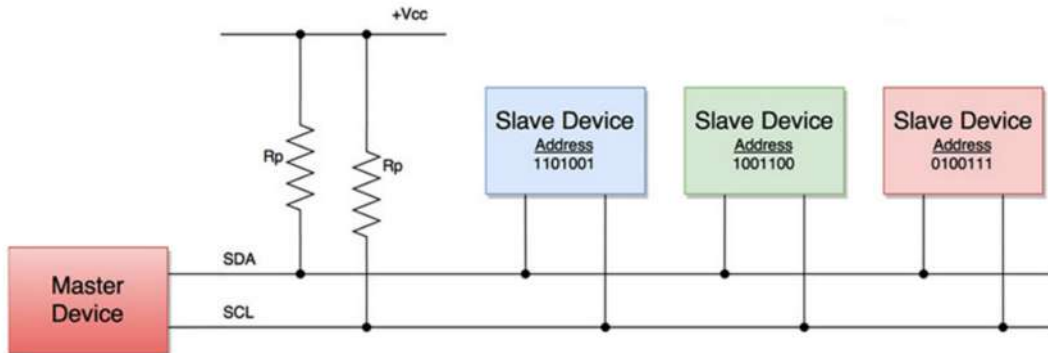 +Vcc
Rp
Rp
Slave Device
Address
1101001
Slave Device
Address
1001100
Slave Device
Address
0100111
Master
Device
SDA
SCL